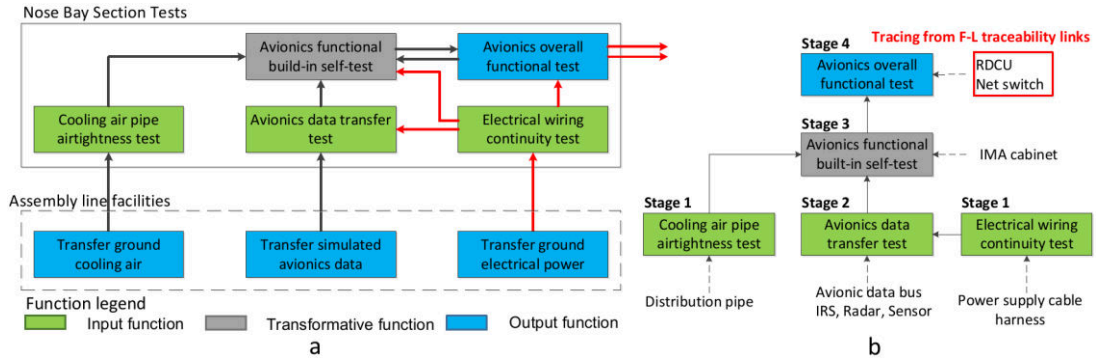 Nose Bay Section Tests
Avionics functional
build-in self-test
Avionics overall
functional test
Cooling air pipe
airtightness test
Avionics data transfer
test
Electrical wiring
continuity test
Assembly line facilities
Transfer ground
cooling air
Transfer simulated
avionics data
Transfer ground
electrical power
Function legend
Input function
Transformative function
Output function
a
Tracing from F-L traceability links
Stage 4
Avionics overall
functional test
RDCU
Net switch
Stage 3
Avionics functional
built-in self-test
IMA cabinet
Stage 1
Cooling air pipe
airtightness test
Stage 2
Avionics data
transfer test
Stage 1
Electrical wiring
continuity test
Distribution pipe
Avionic data bus
IRS, Radar, Sensor
Power supply cable
harness
b